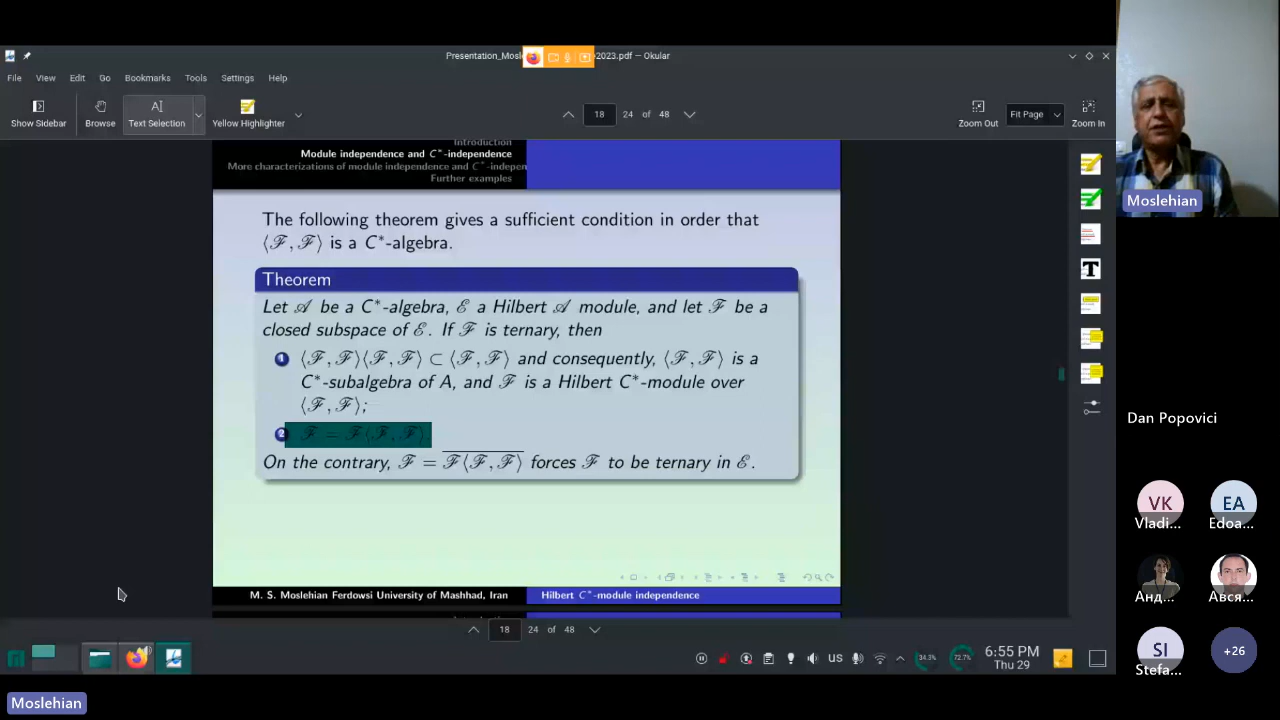 Presentation_Mosl
2023.pdf — Okular
File View Edit Go Bookmarks Tools Settings Help
Show Sidebar Browse Text Selection Yellow Highlighter 18 24 of 48 Zoom Out Fit Page Zoom In
Introduction
Module independence and C*-independence
More characterizations of module independence and C*-indepen
Further examples
The following theorem gives a sufficient condition in order that
⟨ℱ, ℱ⟩ is a C*-algebra.
Theorem
Let 𝒜 be a C*-algebra, ℰ a Hilbert 𝒜 module, and let ℱ be a
closed subspace of ℰ. If ℱ is ternary, then
1 ⟨ℱ, ℱ⟩⟨ℱ, ℱ⟩ ⊂ ⟨ℱ, ℱ⟩ and consequently, ⟨ℱ, ℱ⟩ is a
C*-subalgebra of A, and ℱ is a Hilbert C*-module over
⟨ℱ, ℱ⟩;
2 ℱ = ℱ⟨ℱ, ℱ⟩.
On the contrary, ℱ = \overline{ℱ⟨ℱ, ℱ⟩} forces ℱ to be ternary in ℰ.
M. S. Moslehian Ferdowsi University of Mashhad, Iran Hilbert C*-module independence
18 24 of 48
34.3% 72.7%
US 6:55 PM
Thu 29
Moslehian
Moslehian
Dan Popovici
VK EA
Vladi... Edoa...
Анд... Ався...
SI +26
Stefa...